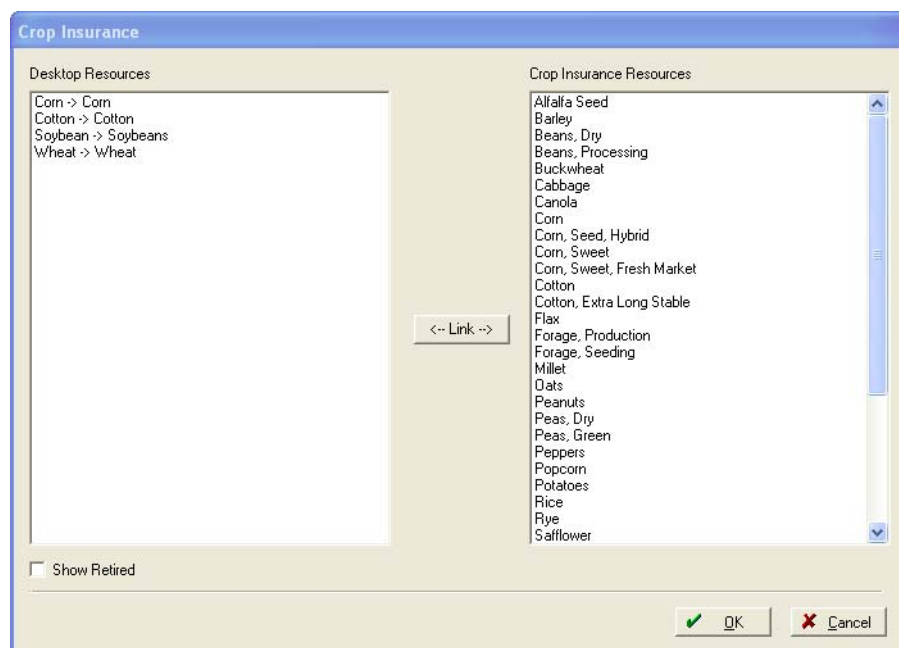 Crop Insurance
Desktop Resources
Corn -> Corn
Cotton -> Cotton
Soybean -> Soybeans
Wheat -> Wheat
<-- Link -->
Crop Insurance Resources
Alfalfa Seed
Barley
Beans, Dry
Beans, Processing
Buckwheat
Cabbage
Canola
Corn
Corn, Seed, Hybrid
Corn, Sweet
Corn, Sweet, Fresh Market
Cotton
Cotton, Extra Long Stable
Flax
Forage, Production
Forage, Seeding
Millet
Oats
Peanuts
Peas, Dry
Peas, Green
Peppers
Popcorn
Potatoes
Rice
Rye
Safflower
Show Retired
OK
Cancel